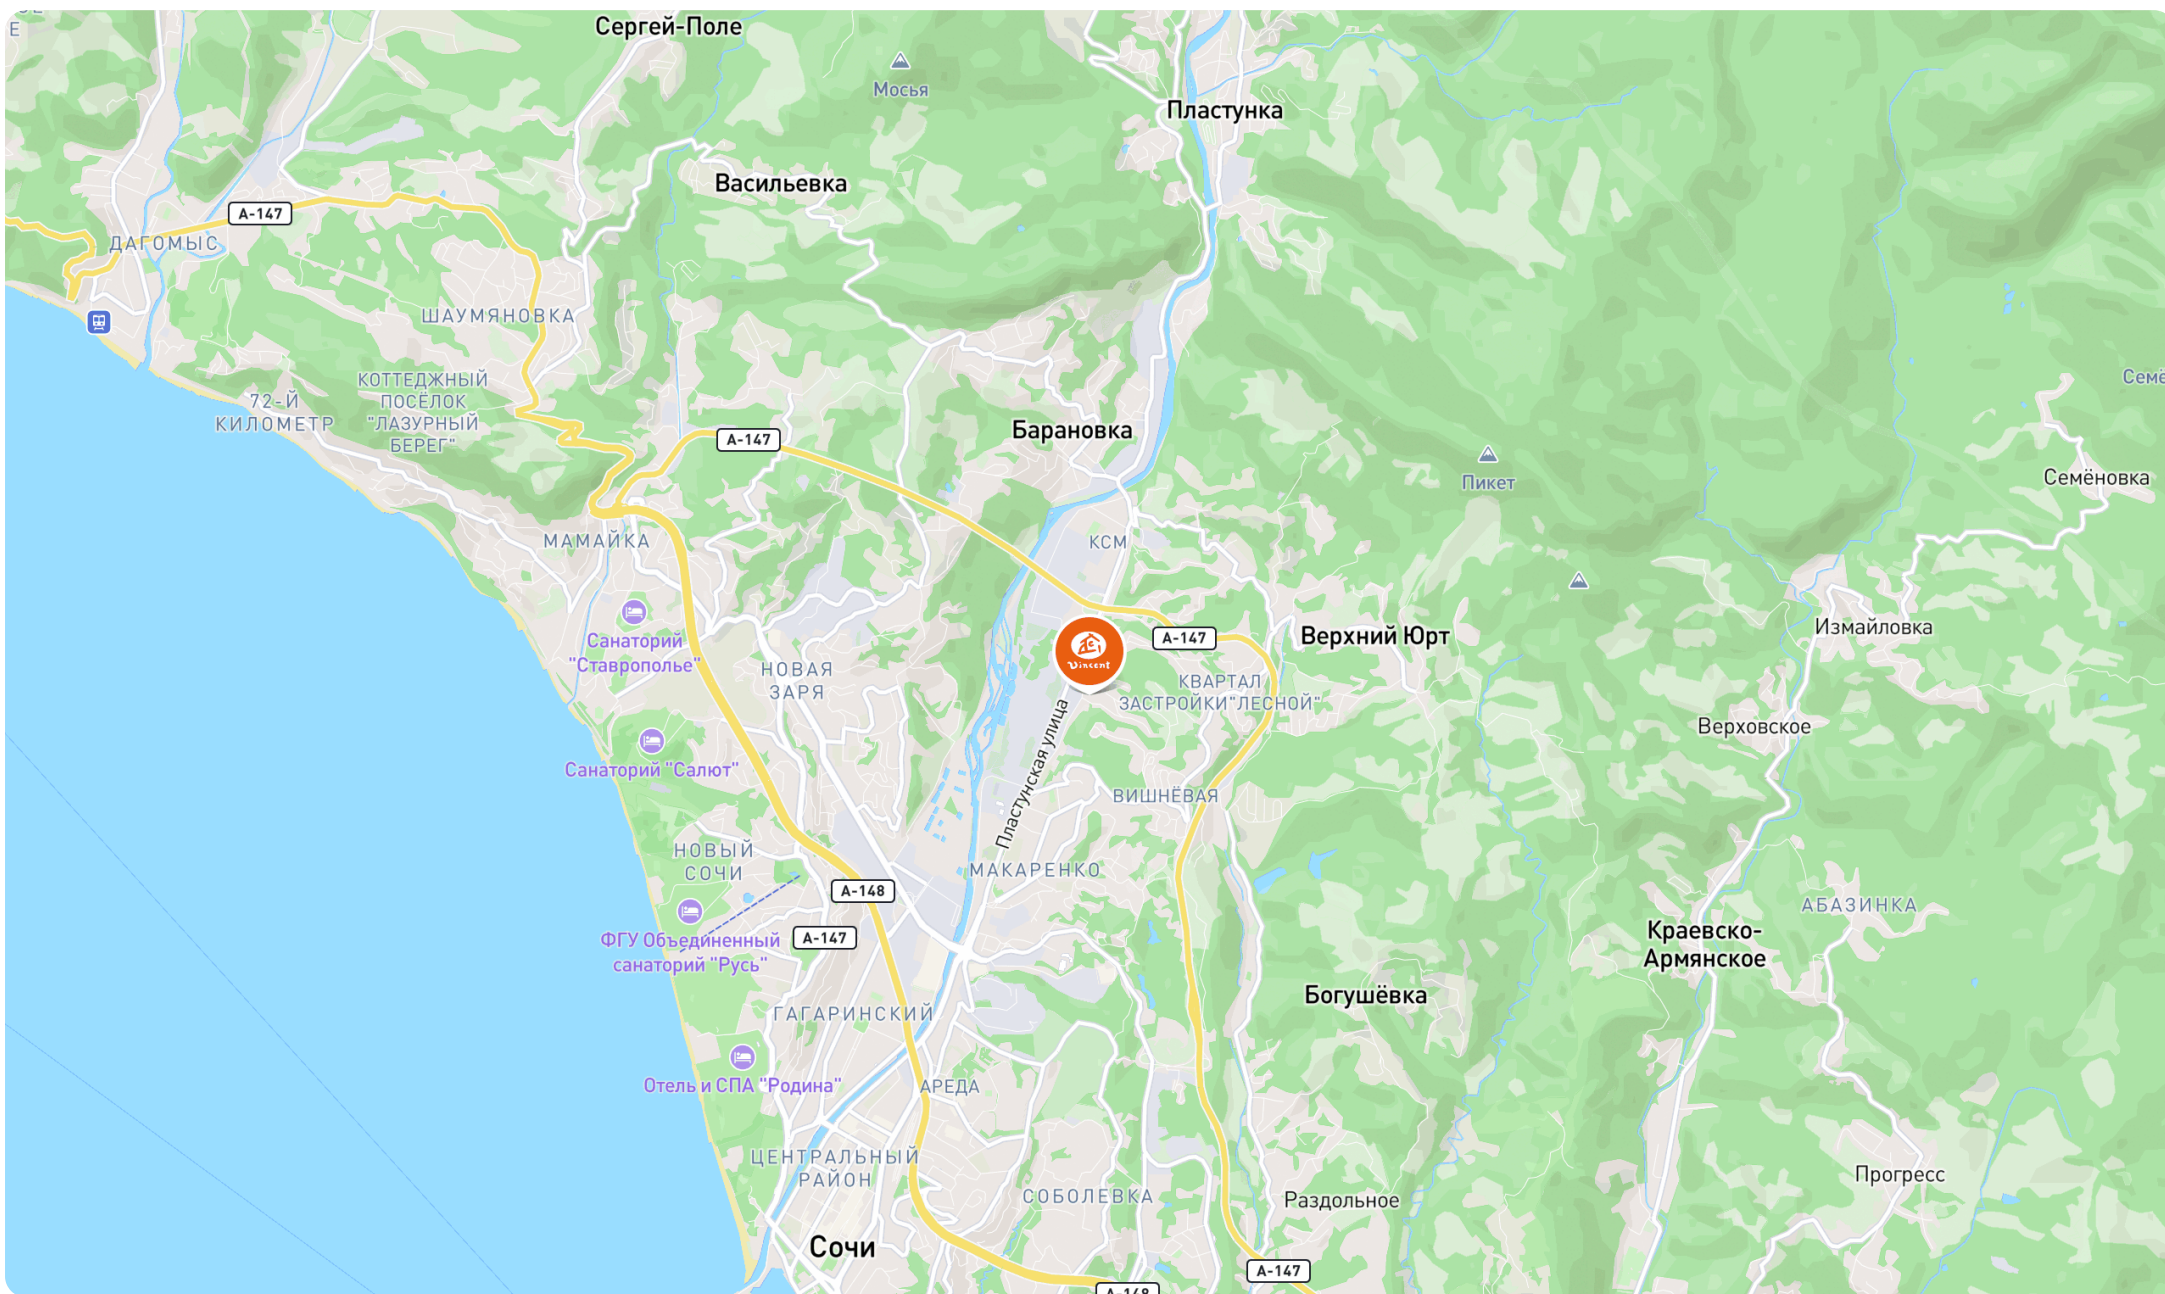 Сергей-Поле
Мосья
Пластунка
Васильевка
А-147
ДАГОМЫС
ШАУМЯНОВКА
КОТТЕДЖНЫЙ
ПОСЁЛОК
"ЛАЗУРНЫЙ
БЕРЕГ"
72-Й
КИЛОМЕТР
Семё
А-147
Барановка
Пикет
Семёновка
МАМАЙКА
КСМ
Санаторий
"Ставрополье"
А-147
Верхний Юрт
Измайловка
Vincent
НОВАЯ
ЗАРЯ
КВАРТАЛ
ЗАСТРОЙКИ"ЛЕСНОЙ"
Верховское
Пластунская улица
Санаторий "Салют"
ВИШНЁВАЯ
НОВЫЙ
СОЧИ
МАКАРЕНКО
А-148
АБАЗИНКА
ФГУ Объединенный
санаторий "Русь"
А-147
Краевско-
Армянское
Богушёвка
ГАГАРИНСКИЙ
Отель и СПА "Родина"
АРЕДА
ЦЕНТРАЛЬНЫЙ
РАЙОН
СОБОЛЕВКА
Раздольное
Прогресс
Сочи
А-147
А-148